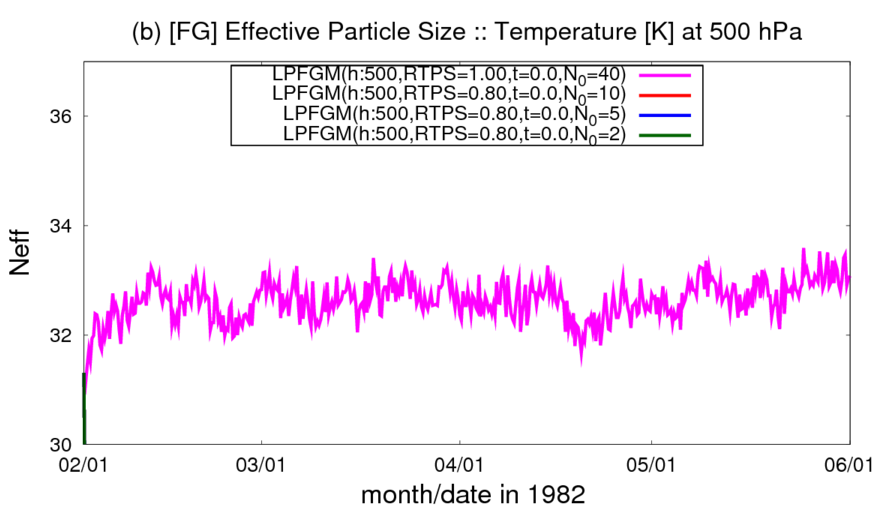 (b) [FG] Effective Particle Size :: Temperature [K] at 500 hPa
LPFGM(h:500,RTPS=1.00,t=0.0,N0=40)
LPFGM(h:500,RTPS=0.80,t=0.0,N0=10)
LPFGM(h:500,RTPS=0.80,t=0.0,N0=5)
LPFGM(h:500,RTPS=0.80,t=0.0,N0=2)
36
34
Neff
32
30
02/01 03/01 04/01 05/01 06/01
month/date in 1982